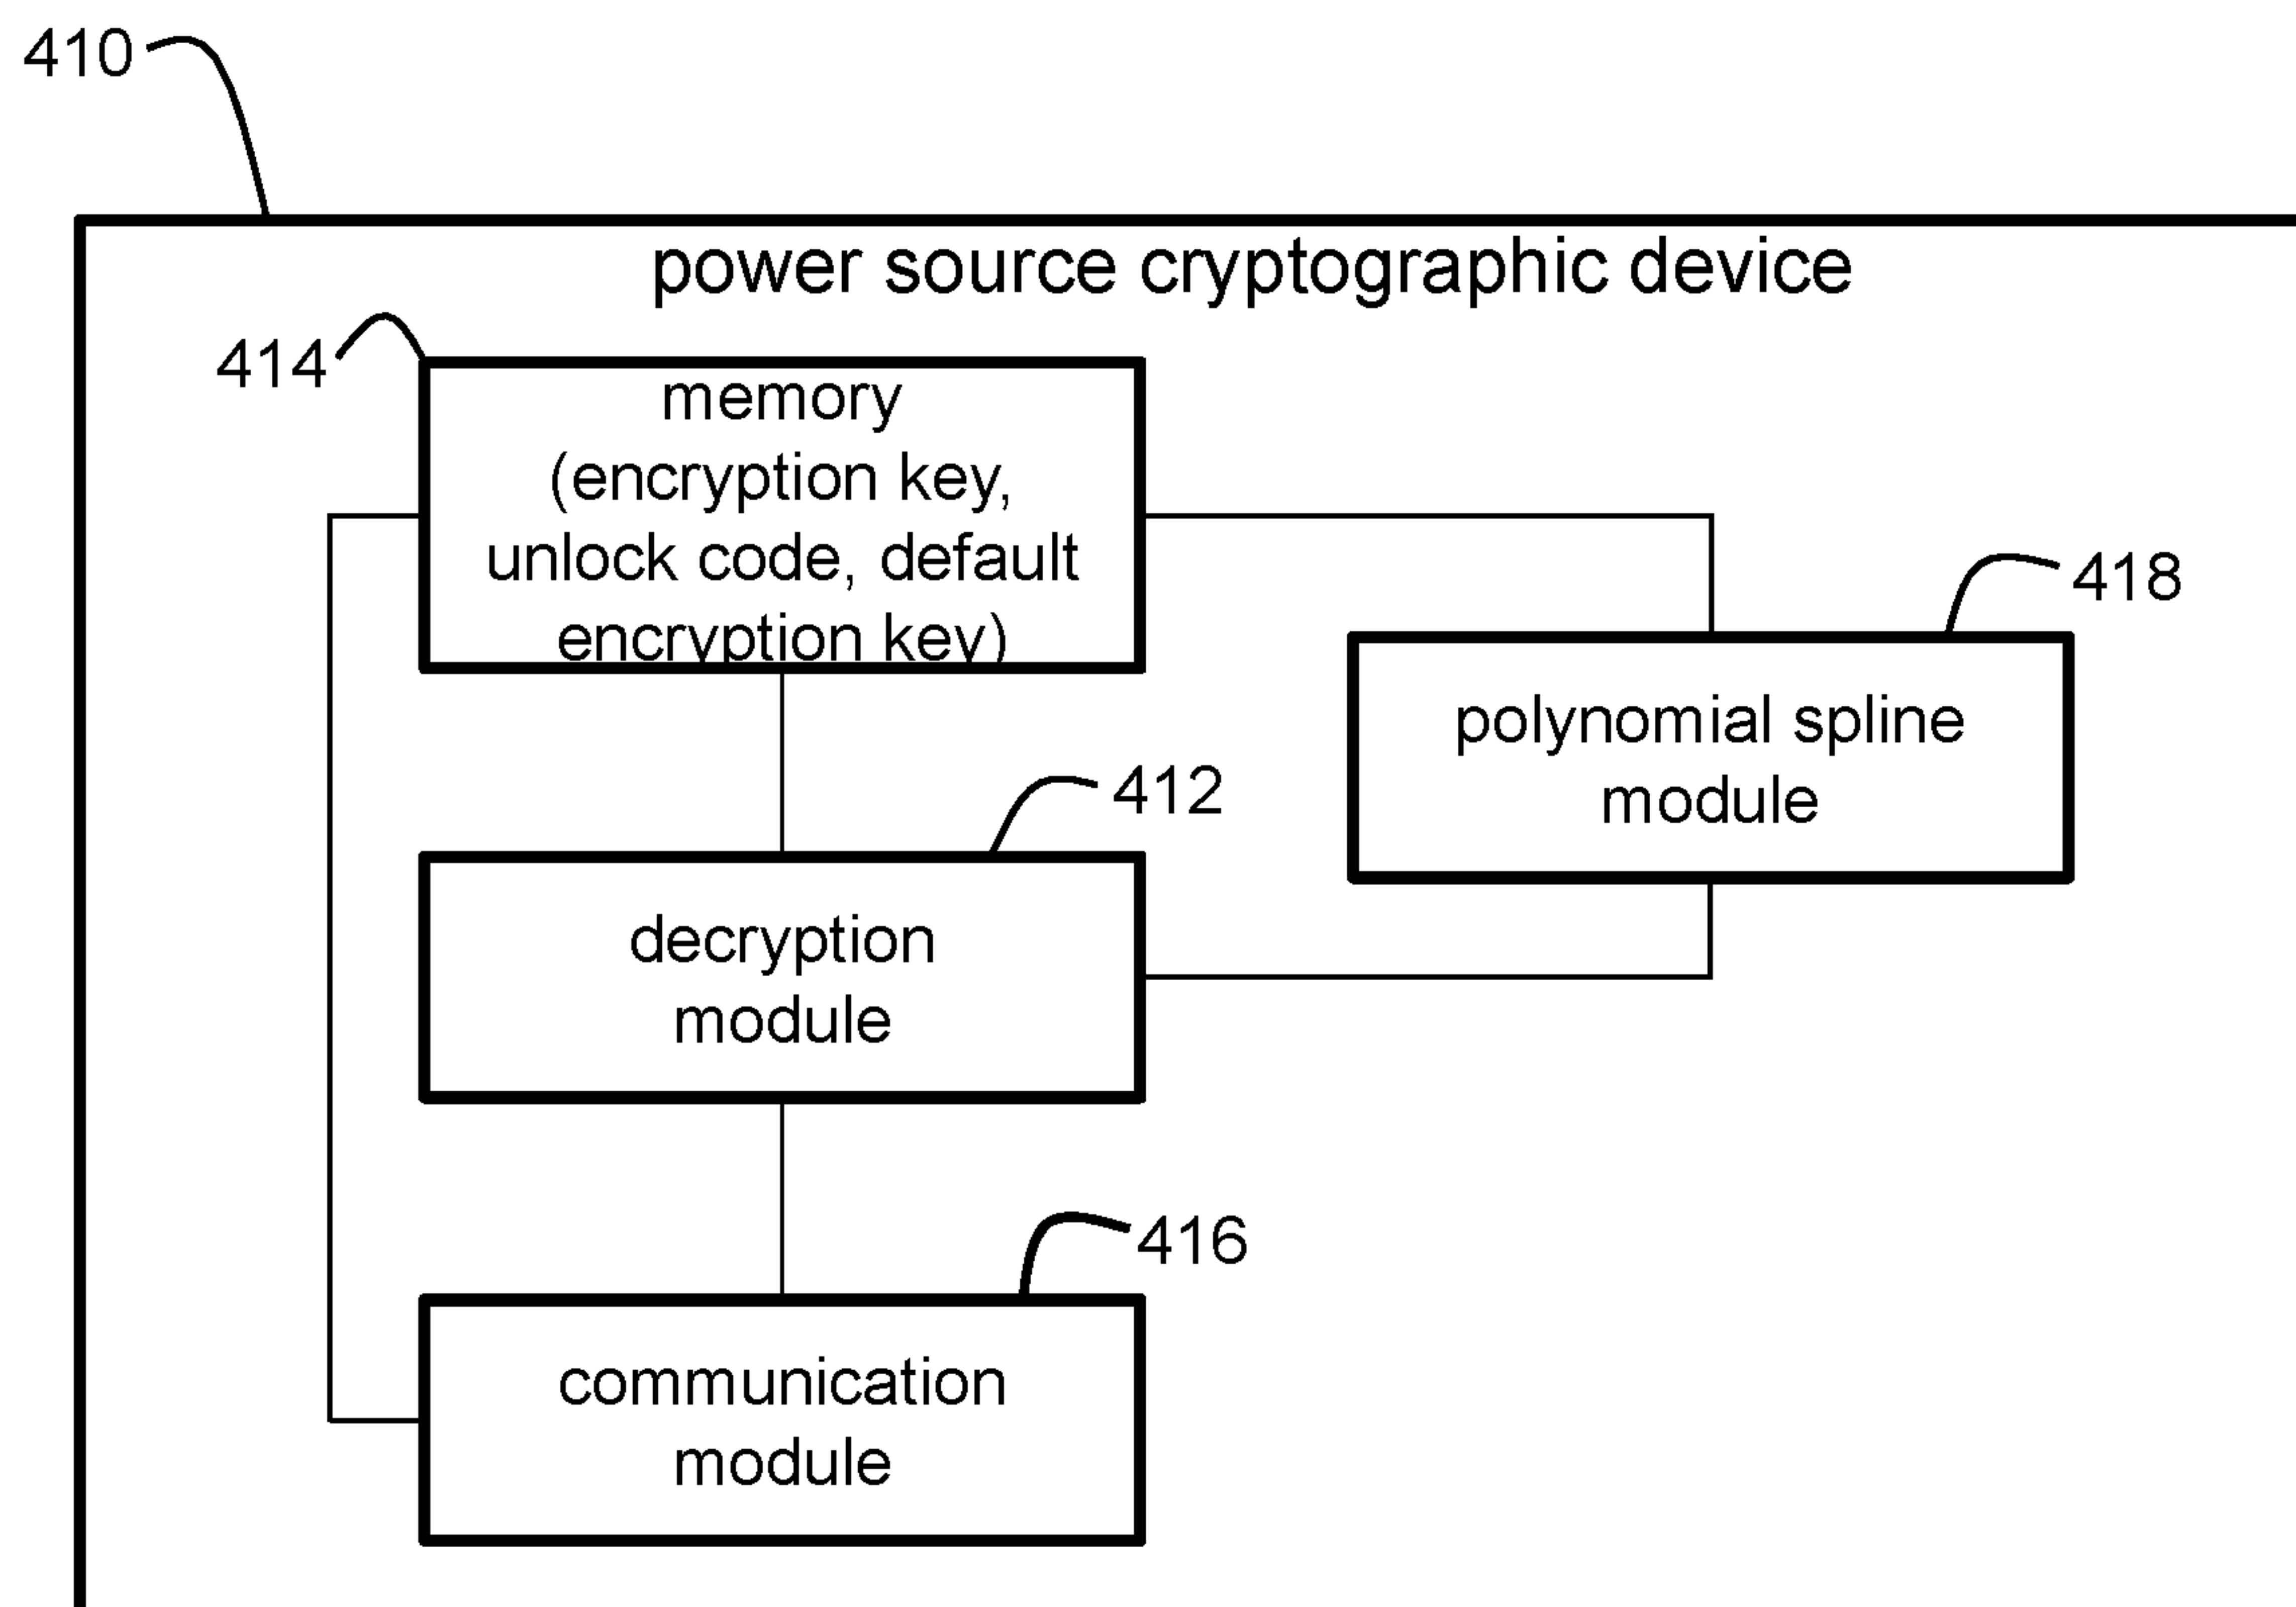 410
power source cryptographic device
414
memory
(encryption key,
unlock code, default
encryption key)
418
polynomial spline
module
412
decryption
module
416
communication
module